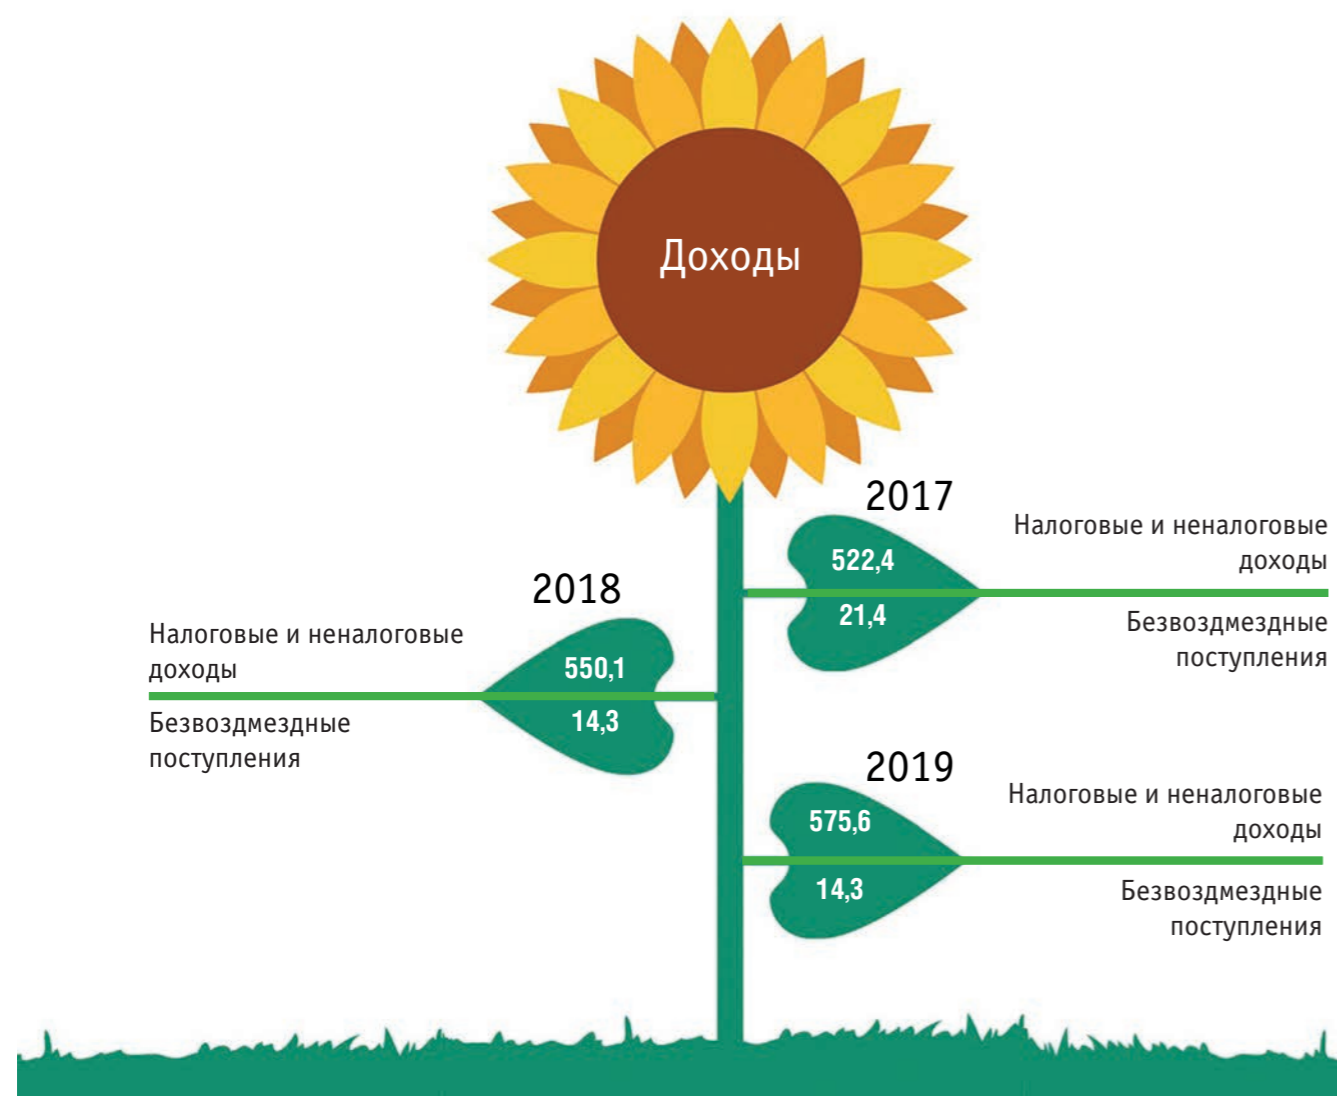 Доходы
2017
Налоговые и неналоговые
доходы
522,4
21,4
Безвоздмездные
поступления
2018
Налоговые и неналоговые
доходы
550,1
14,3
Безвоздмездные
поступления
2019
Налоговые и неналоговые
доходы
575,6
14,3
Безвоздмездные
поступления